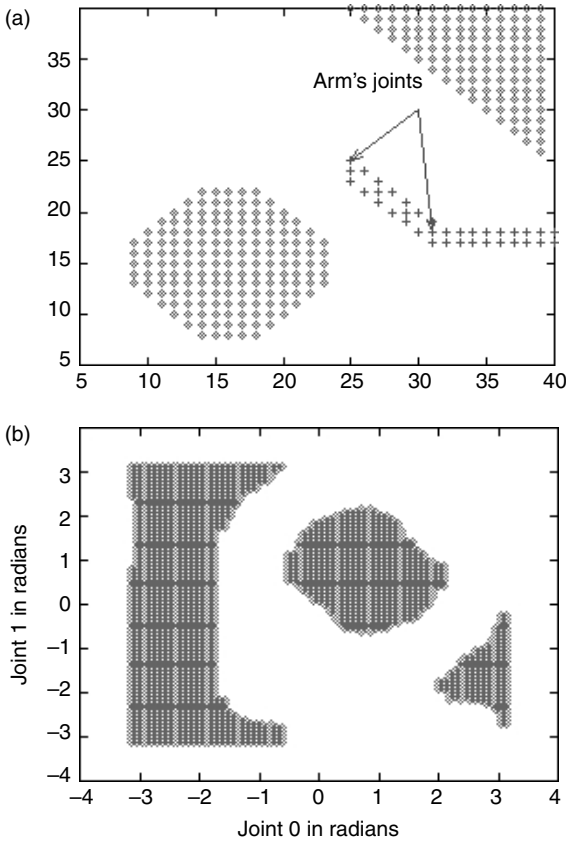 (a)
40
35
30
25
20
15
10
5
Arm's joints
5 10 15 20 25 30 35 40
(b)
3
2
1
0
–1
–2
–3
–4
Joint 1 in radians
–4 –3 –2 –1 0 1 2 3 4
Joint 0 in radians